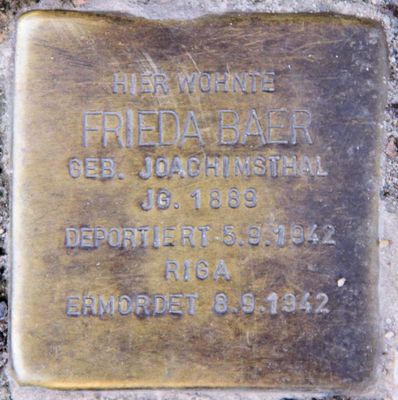 HIER WOHNTE
FRIEDA BAER
GEB. JOACHIMSTHAL
JG. 1889
DEPORTIERT 5.9.1942
RIGA
ERMORDET 8.9.1942